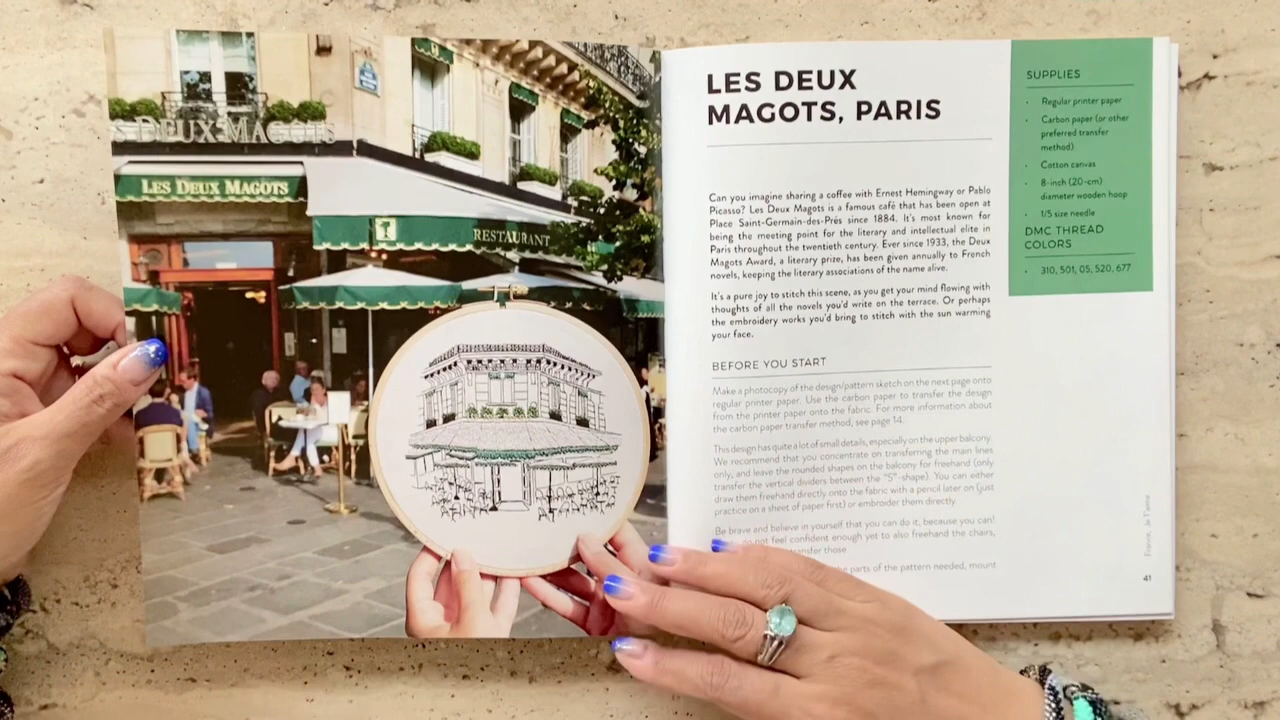 DEUX MAGOTS
LES DEUX MAGOTS
RESTAURANT
LES DEUX
MAGOTS, PARIS
Can you imagine sharing a coffee with Ernest Hemingway or Pablo
Picasso? Les Deux Magots is a famous café that has been open at
Place Saint-Germain-des-Prés since 1884. It's most known for
being the meeting point for the literary and intellectual elite in
Paris throughout the twentieth century. Ever since 1933, the Deux
Magots Award, a literary prize, has been given annually to French
novels, keeping the literary associations of the name alive.
It's a pure joy to stitch this scene, as you get your mind flowing with
thoughts of all the novels you'd write on the terrace. Or perhaps
the embroidery works you'd bring to stitch with the sun warming
your face.
BEFORE YOU START
Make a photocopy of the design/pattern sketch on the next page onto
regular printer paper. Use the carbon paper to transfer the design
from the printer paper onto the fabric. For more information about
the carbon paper transfer method, see page 14.
This design has quite a lot of small details, especially on the upper balcony.
We recommend that you concentrate on transferring the main lines
only, and leave the rounded shapes on the balcony for freehand (only
transfer the vertical dividers between the "S"-shape). You can either
draw them freehand directly onto the fabric with a pencil later on (just
practice on a sheet of paper first) or embroider them directly.
Be brave and believe in yourself that you can do it, because you can!
not feel confident enough yet to also freehand the chairs,
transfer those
parts of the pattern needed, mount
SUPPLIES
· Regular printer paper
· Carbon paper (or other
preferred transfer
method)
· Cotton canvas
· 8-inch (20-cm)
diameter wooden hoop
· 1/5 size needle
DMC THREAD
COLORS
· 310, 501, 05, 520, 677
France, Je T'aime
41